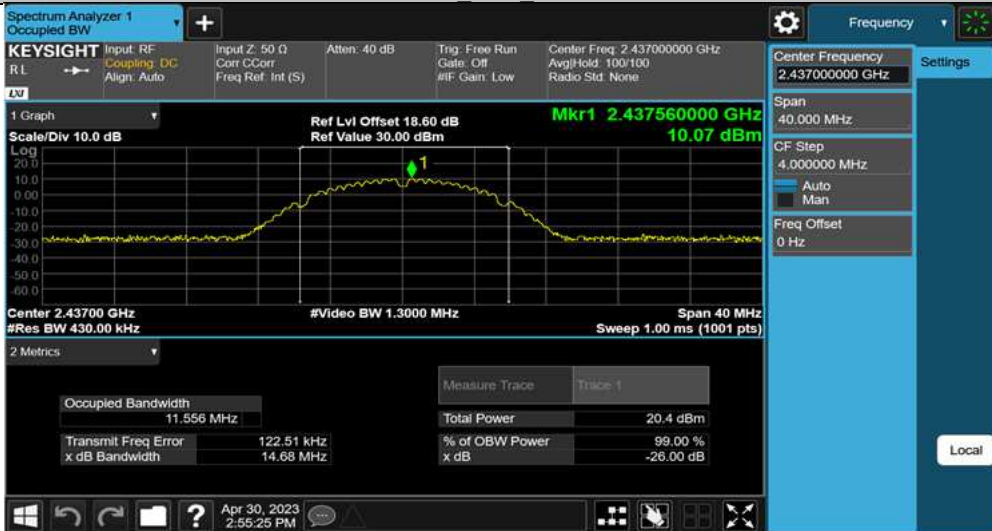 Spectrum Analyzer 1
Occupied BW
+
Frequency
KEYSIGHT
RL
LXI
Input: RF
Coupling: DC
Align: Auto
Input Z: 50 Ω
Corr CCorr
Freq Ref: Int (S)
Atten: 40 dB
Trig: Free Run
Gate: Off
#IF Gain: Low
Center Freq: 2.437000000 GHz
Avg|Hold: 100/100
Radio Std: None
Center Frequency
2.437000000 GHz
Settings
Span
40.000 MHz
CF Step
4.000000 MHz
Auto
Man
Freq Offset
0 Hz
Local
1 Graph
Scale/Div 10.0 dB
Ref Lvl Offset 18.60 dB
Ref Value 30.00 dBm
Mkr1 2.437560000 GHz
10.07 dBm
Log
1
20.0
10.0
0.00
-10.0
-20.0
-30.0
-40.0
-50.0
-60.0
Center 2.43700 GHz
#Res BW 430.00 kHz
#Video BW 1.3000 MHz
Span 40 MHz
Sweep 1.00 ms (1001 pts)
2 Metrics
Measure Trace Trace 1
Occupied Bandwidth
11.556 MHz
Total Power 20.4 dBm
Transmit Freq Error 122.51 kHz
% of OBW Power 99.00 %
x dB Bandwidth 14.68 MHz
x dB -26.00 dB
?
Apr 30, 2023
2:55:25 PM